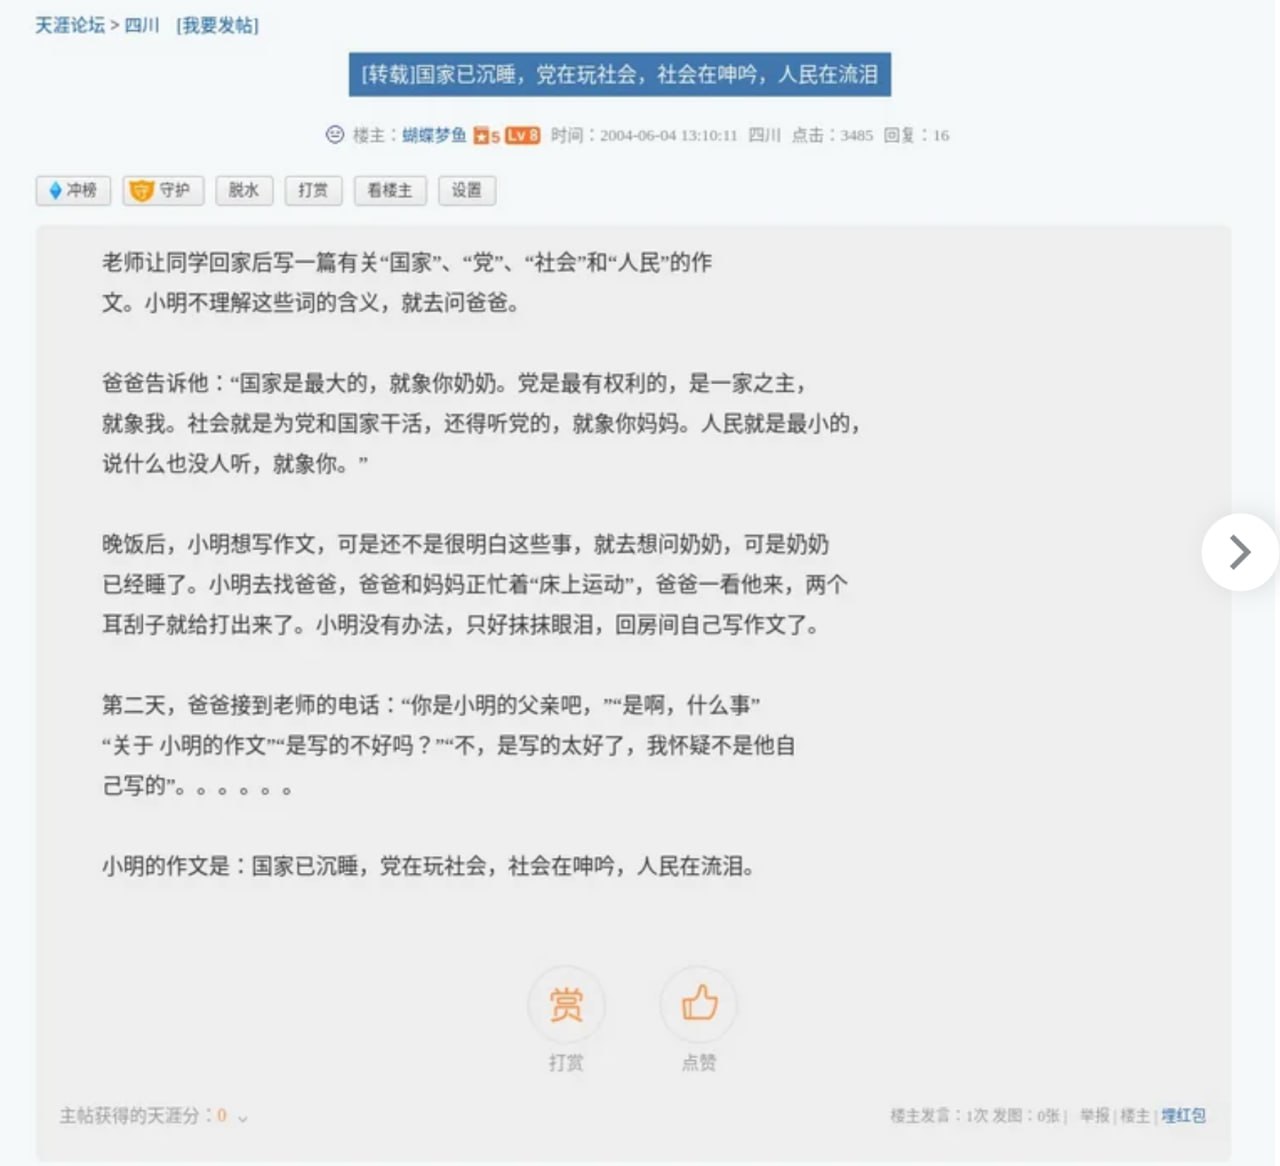 天涯论坛 > 四川 [我要发帖]
[转载]国家已沉睡，党在玩社会，社会在呻吟，人民在流泪
楼主：蝴蝶梦鱼 5 Lv 8 时间：2004-06-04 13:10:11 四川 点击：3485 回复：16
冲榜 守 守护 脱水 打赏 看楼主 设置
老师让同学回家后写一篇有关“国家”、“党”、“社会”和“人民”的作
文。小明不理解这些词的含义，就去问爸爸。
爸爸告诉他：“国家是最大的，就象你奶奶。党是最有权利的，是一家之主，
就象我。社会就是为党和国家干活，还得听党的，就象你妈妈。人民就是最小的，
说什么也没人听，就象你。”
晚饭后，小明想写作文，可是还不是很明白这些事，就去想问奶奶，可是奶奶
已经睡了。小明去找爸爸，爸爸和妈妈正忙着“床上运动”，爸爸一看他来，两个
耳刮子就给打出来了。小明没有办法，只好抹抹眼泪，回房间自己写作文了。
第二天，爸爸接到老师的电话：“你是小明的父亲吧，”“是啊，什么事”
“关于 小明的作文”“是写的不好吗？”“不，是写的太好了，我怀疑不是他自
己写的”。。。。。。
小明的作文是：国家已沉睡，党在玩社会，社会在呻吟，人民在流泪。
赏
打赏 点赞
主帖获得的天涯分：0 楼主发言：1次 发图：0张 | 举报 | 楼主 | 埋红包